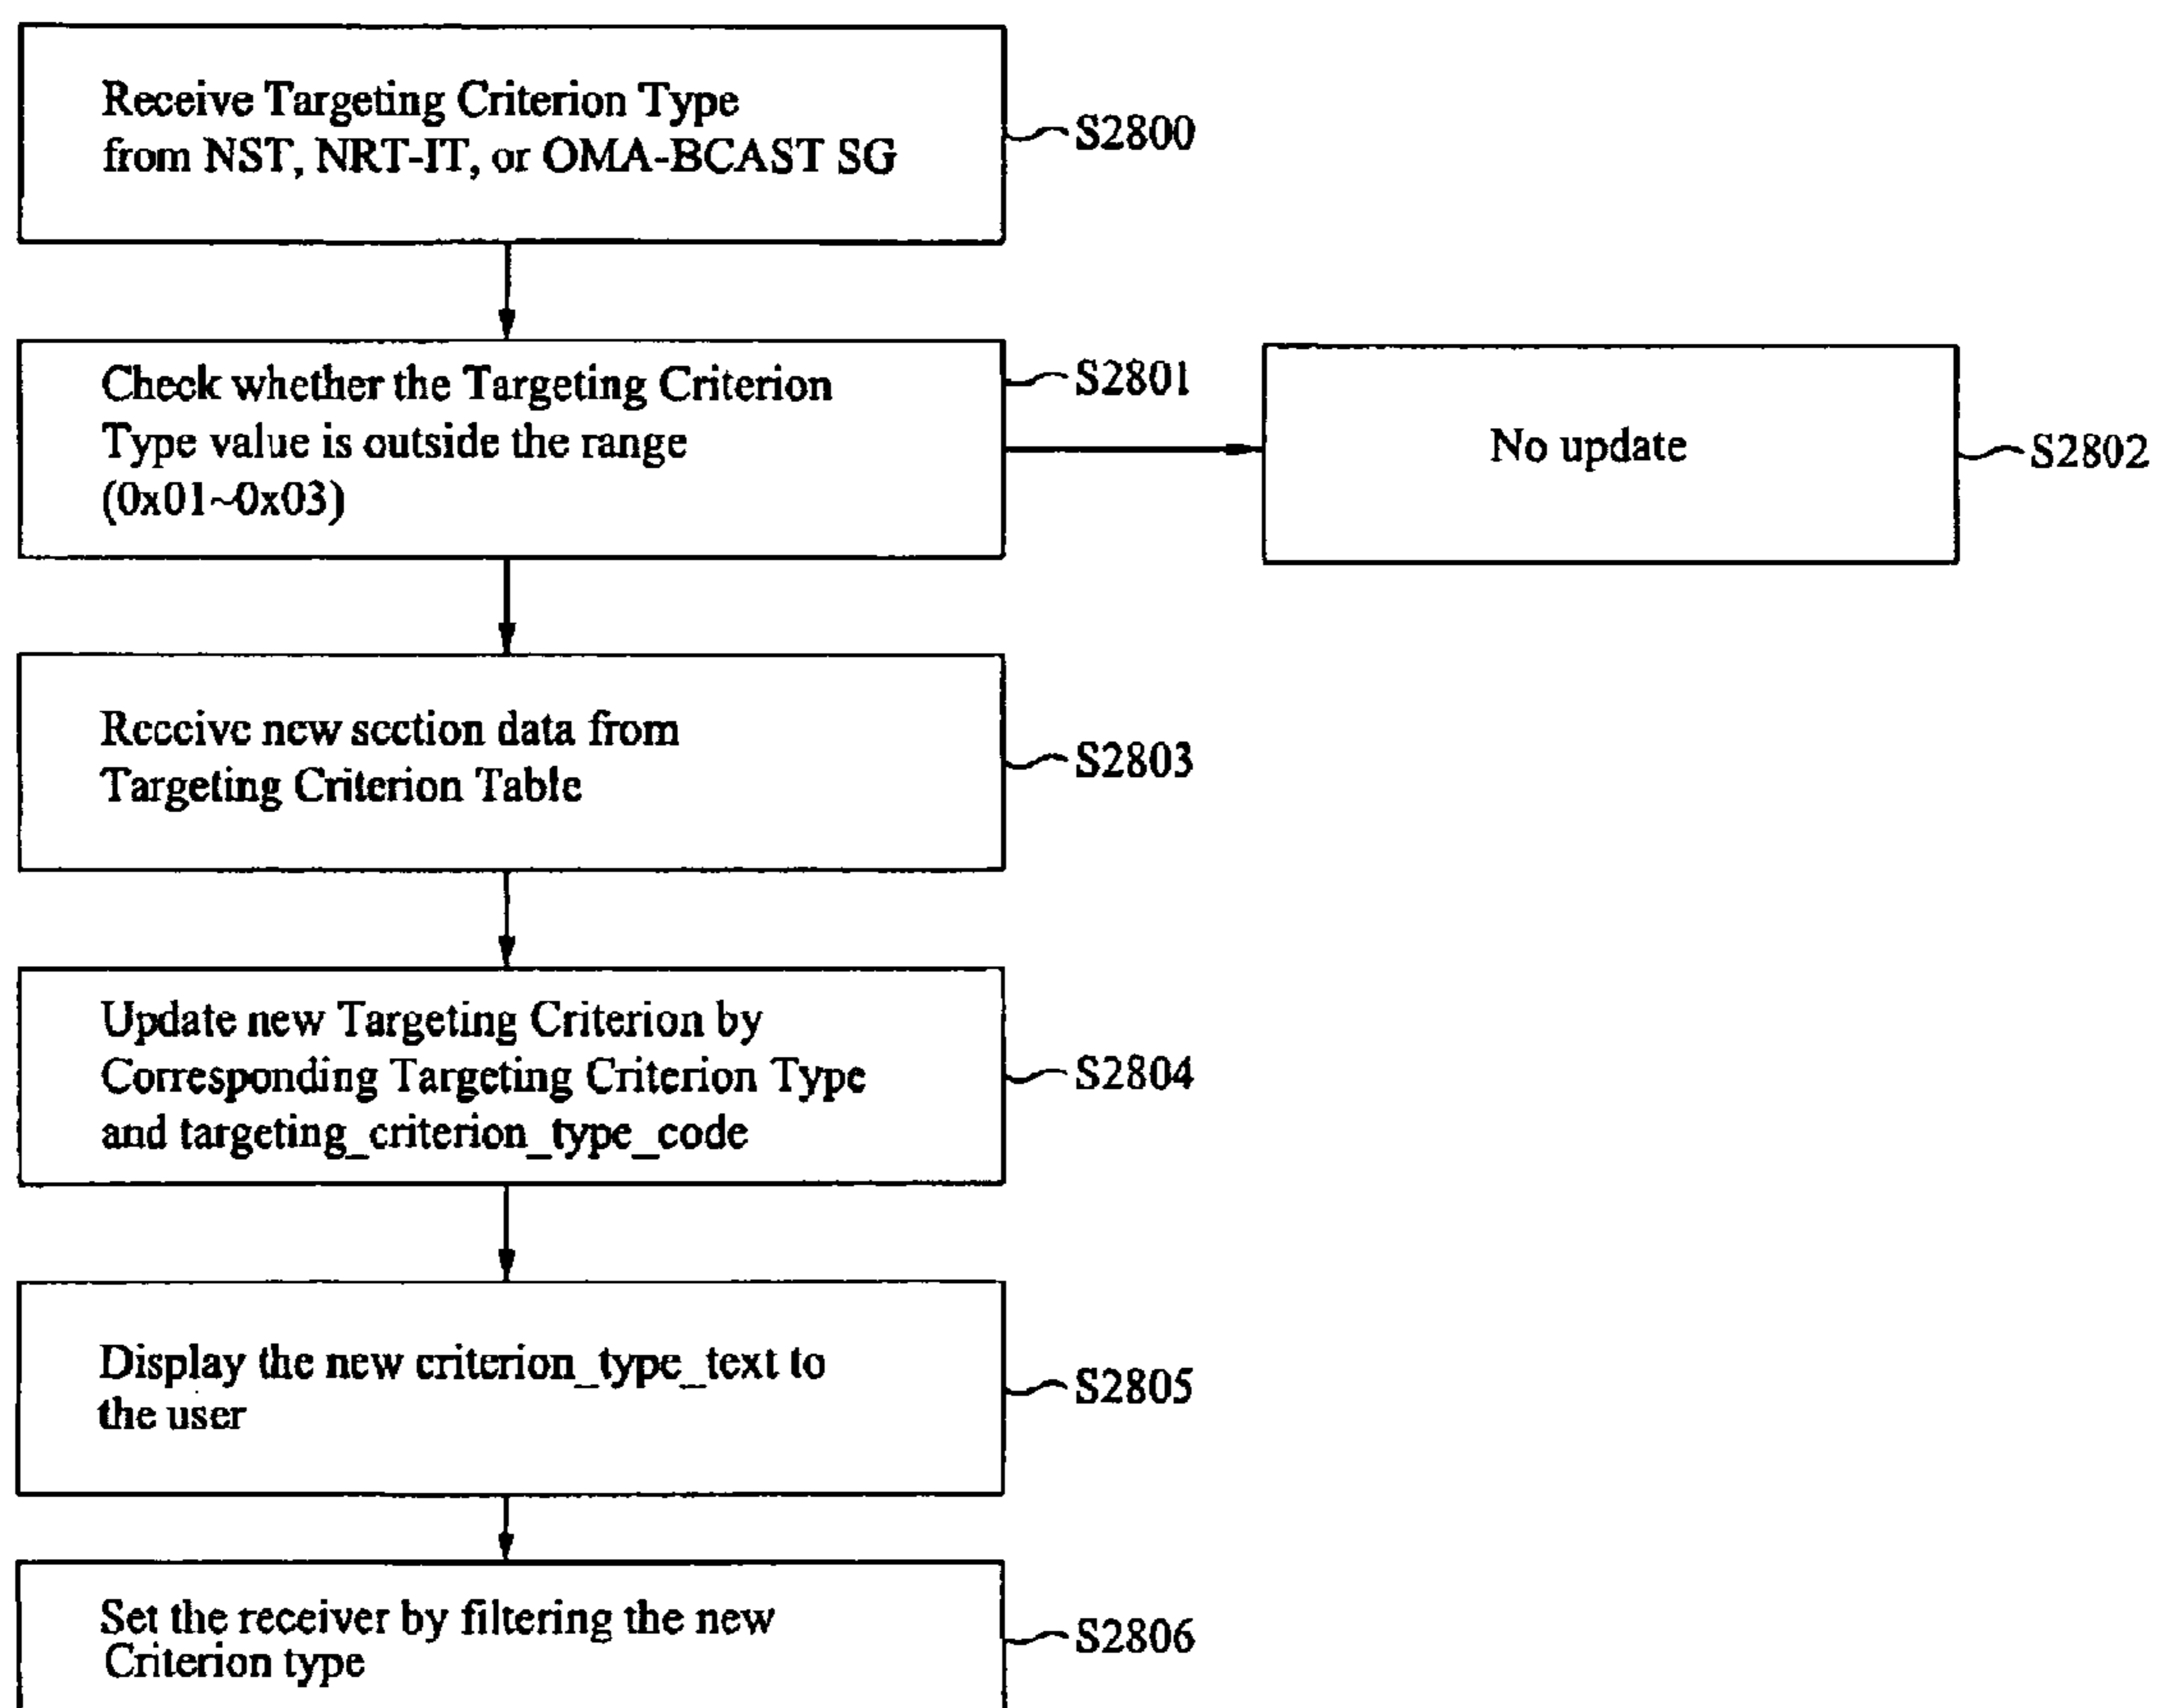 Receive Targeting Criterion Type
from NST, NRT-IT, or OMA-BCAST SG
S2800
Check whether the Targeting Criterion
Type value is outside the range
(0x01~0x03)
S2801
No update
S2802
Receive new section data from
Targeting Criterion Table
S2803
Update new Targeting Criterion by
Corresponding Targeting Criterion Type
and targeting_criterion_type_code
S2804
Display the new criterion_type_text to
the user
S2805
Set the receiver by filtering the new
Criterion type
S2806